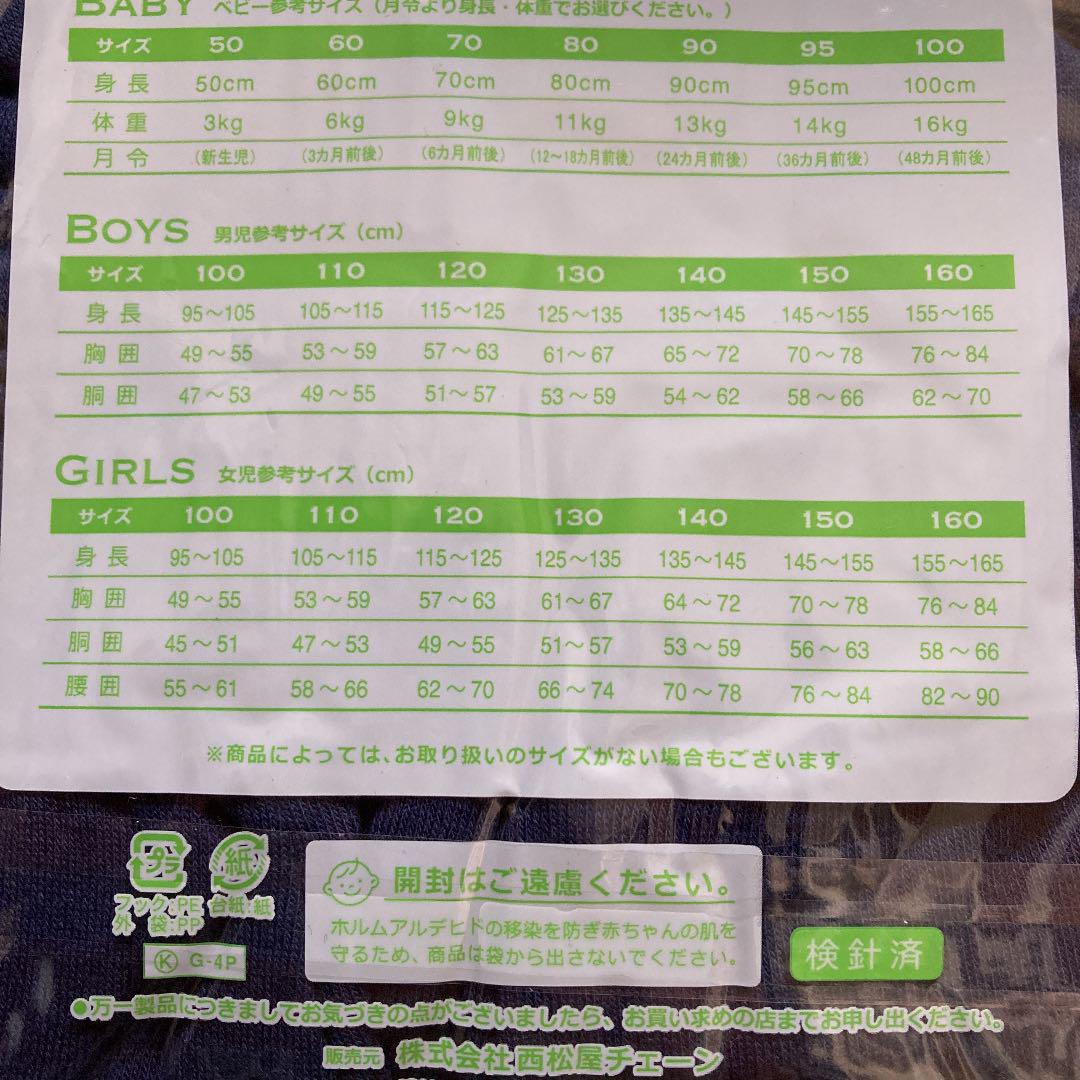 BABY ベビー参考サイズ(月令より身長・体重でお選びください。)
サイズ 50 60 70 80 90 95 100
身長 50cm 60cm 70cm 80cm 90cm 95cm 100cm
体重 3kg 6kg 9kg 11kg 13kg 14kg 16kg
月令 (新生児) (3カ月前後) (6カ月前後) (12〜18カ月前後) (24カ月前後) (36カ月前後) (48カ月前後)
BOYS 男児参考サイズ(cm)
サイズ 100 110 120 130 140 150 160
身長 95〜105 105〜115 115〜125 125〜135 135〜145 145〜155 155〜165
胸囲 49〜55 53〜59 57〜63 61〜67 65〜72 70〜78 76〜84
胴囲 47〜53 49〜55 51〜57 53〜59 54〜62 58〜66 62〜70
GIRLS 女児参考サイズ(cm)
サイズ 100 110 120 130 140 150 160
身長 95〜105 105〜115 115〜125 125〜135 135〜145 145〜155 155〜165
胸囲 49〜55 53〜59 57〜63 61〜67 64〜72 70〜78 76〜84
胴囲 45〜51 47〜53 49〜55 51〜57 53〜59 56〜63 58〜66
腰囲 55〜61 58〜66 62〜70 66〜74 70〜78 76〜84 82〜90
※商品によっては、お取り扱いのサイズがない場合もございます。
プラ 紙
フック:PE 台紙:紙
外袋:PP
Ⓚ G-4P
開封はご遠慮ください。
ホルムアルデヒドの移染を防ぎ赤ちゃんの肌を
守るため、商品は袋から出さないでください。
検針済
●万一製品につきましてお気づきの点がございましたら、お買い求めの店までお申し出ください。
販売元 株式会社西松屋チェーン